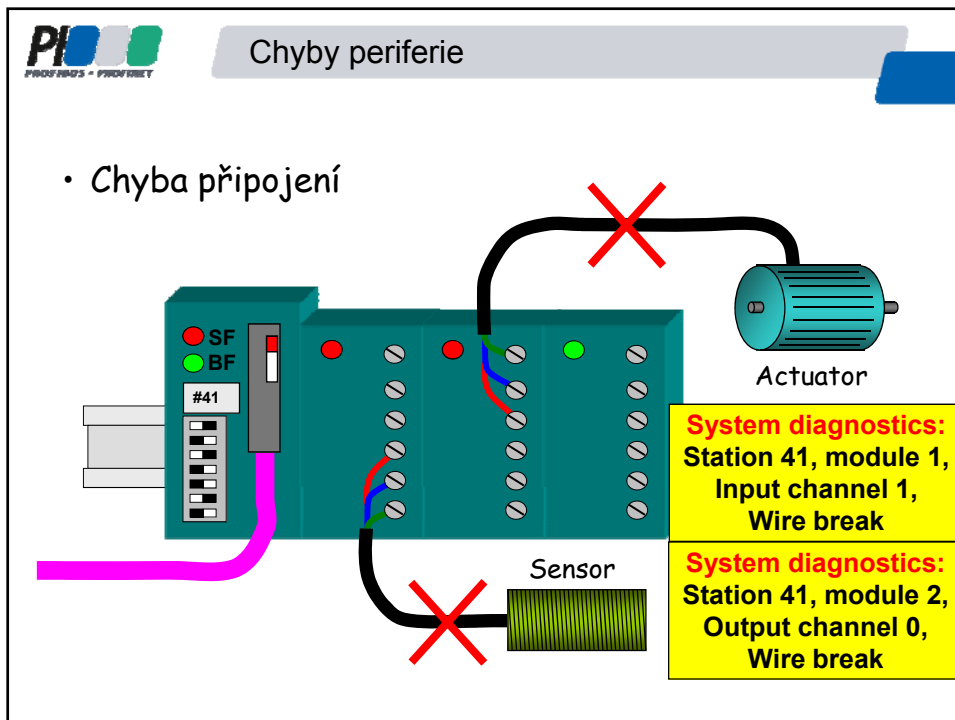 PI
PROFIBUS • PROFINET
Chyby periferie
• Chyba připojení
SF
BF
#41
Actuator
System diagnostics:
Station 41, module 1,
Input channel 1,
Wire break
Sensor
System diagnostics:
Station 41, module 2,
Output channel 0,
Wire break